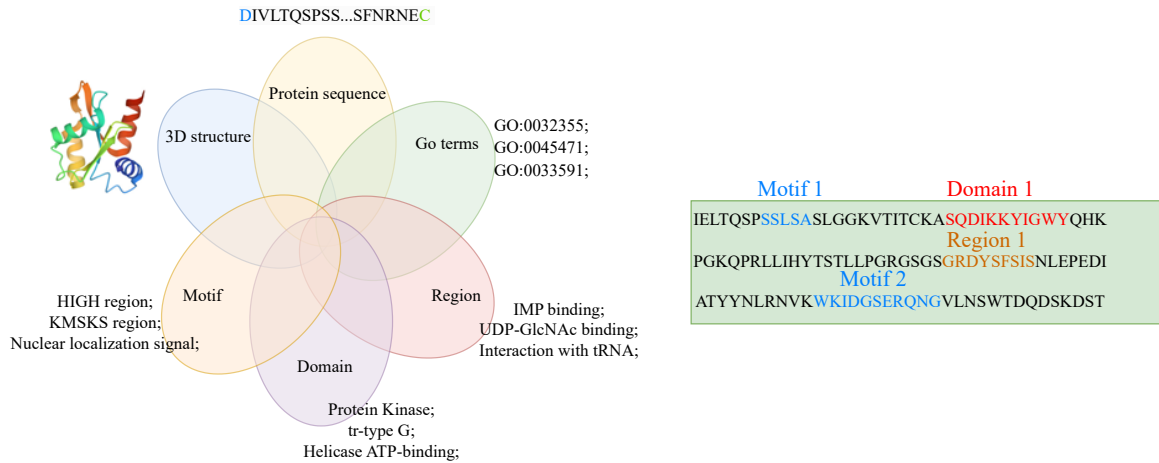 DIVLTQSPSS...SFNRNEC
Protein sequence
3D structure
Go terms
GO:0032355;
GO:0045471;
GO:0033591;
Motif
Region
Domain
HIGH region;
KMSKS region;
Nuclear localization signal;
IMP binding;
UDP-GlcNAc binding;
Interaction with tRNA;
Protein Kinase;
tr-type G;
Helicase ATP-binding;
Motif 1 Domain 1
IELTQSPSSLSASLGGKVTITCKASQDIKKYIGWYQHK
Region 1
PGKQPRLLIHYTSTLLPGRGSGSGRDYSFSISNLEPEDI
Motif 2
ATYYNLRNVKWKIDGSERQNGVLNSWTDQDSKDST